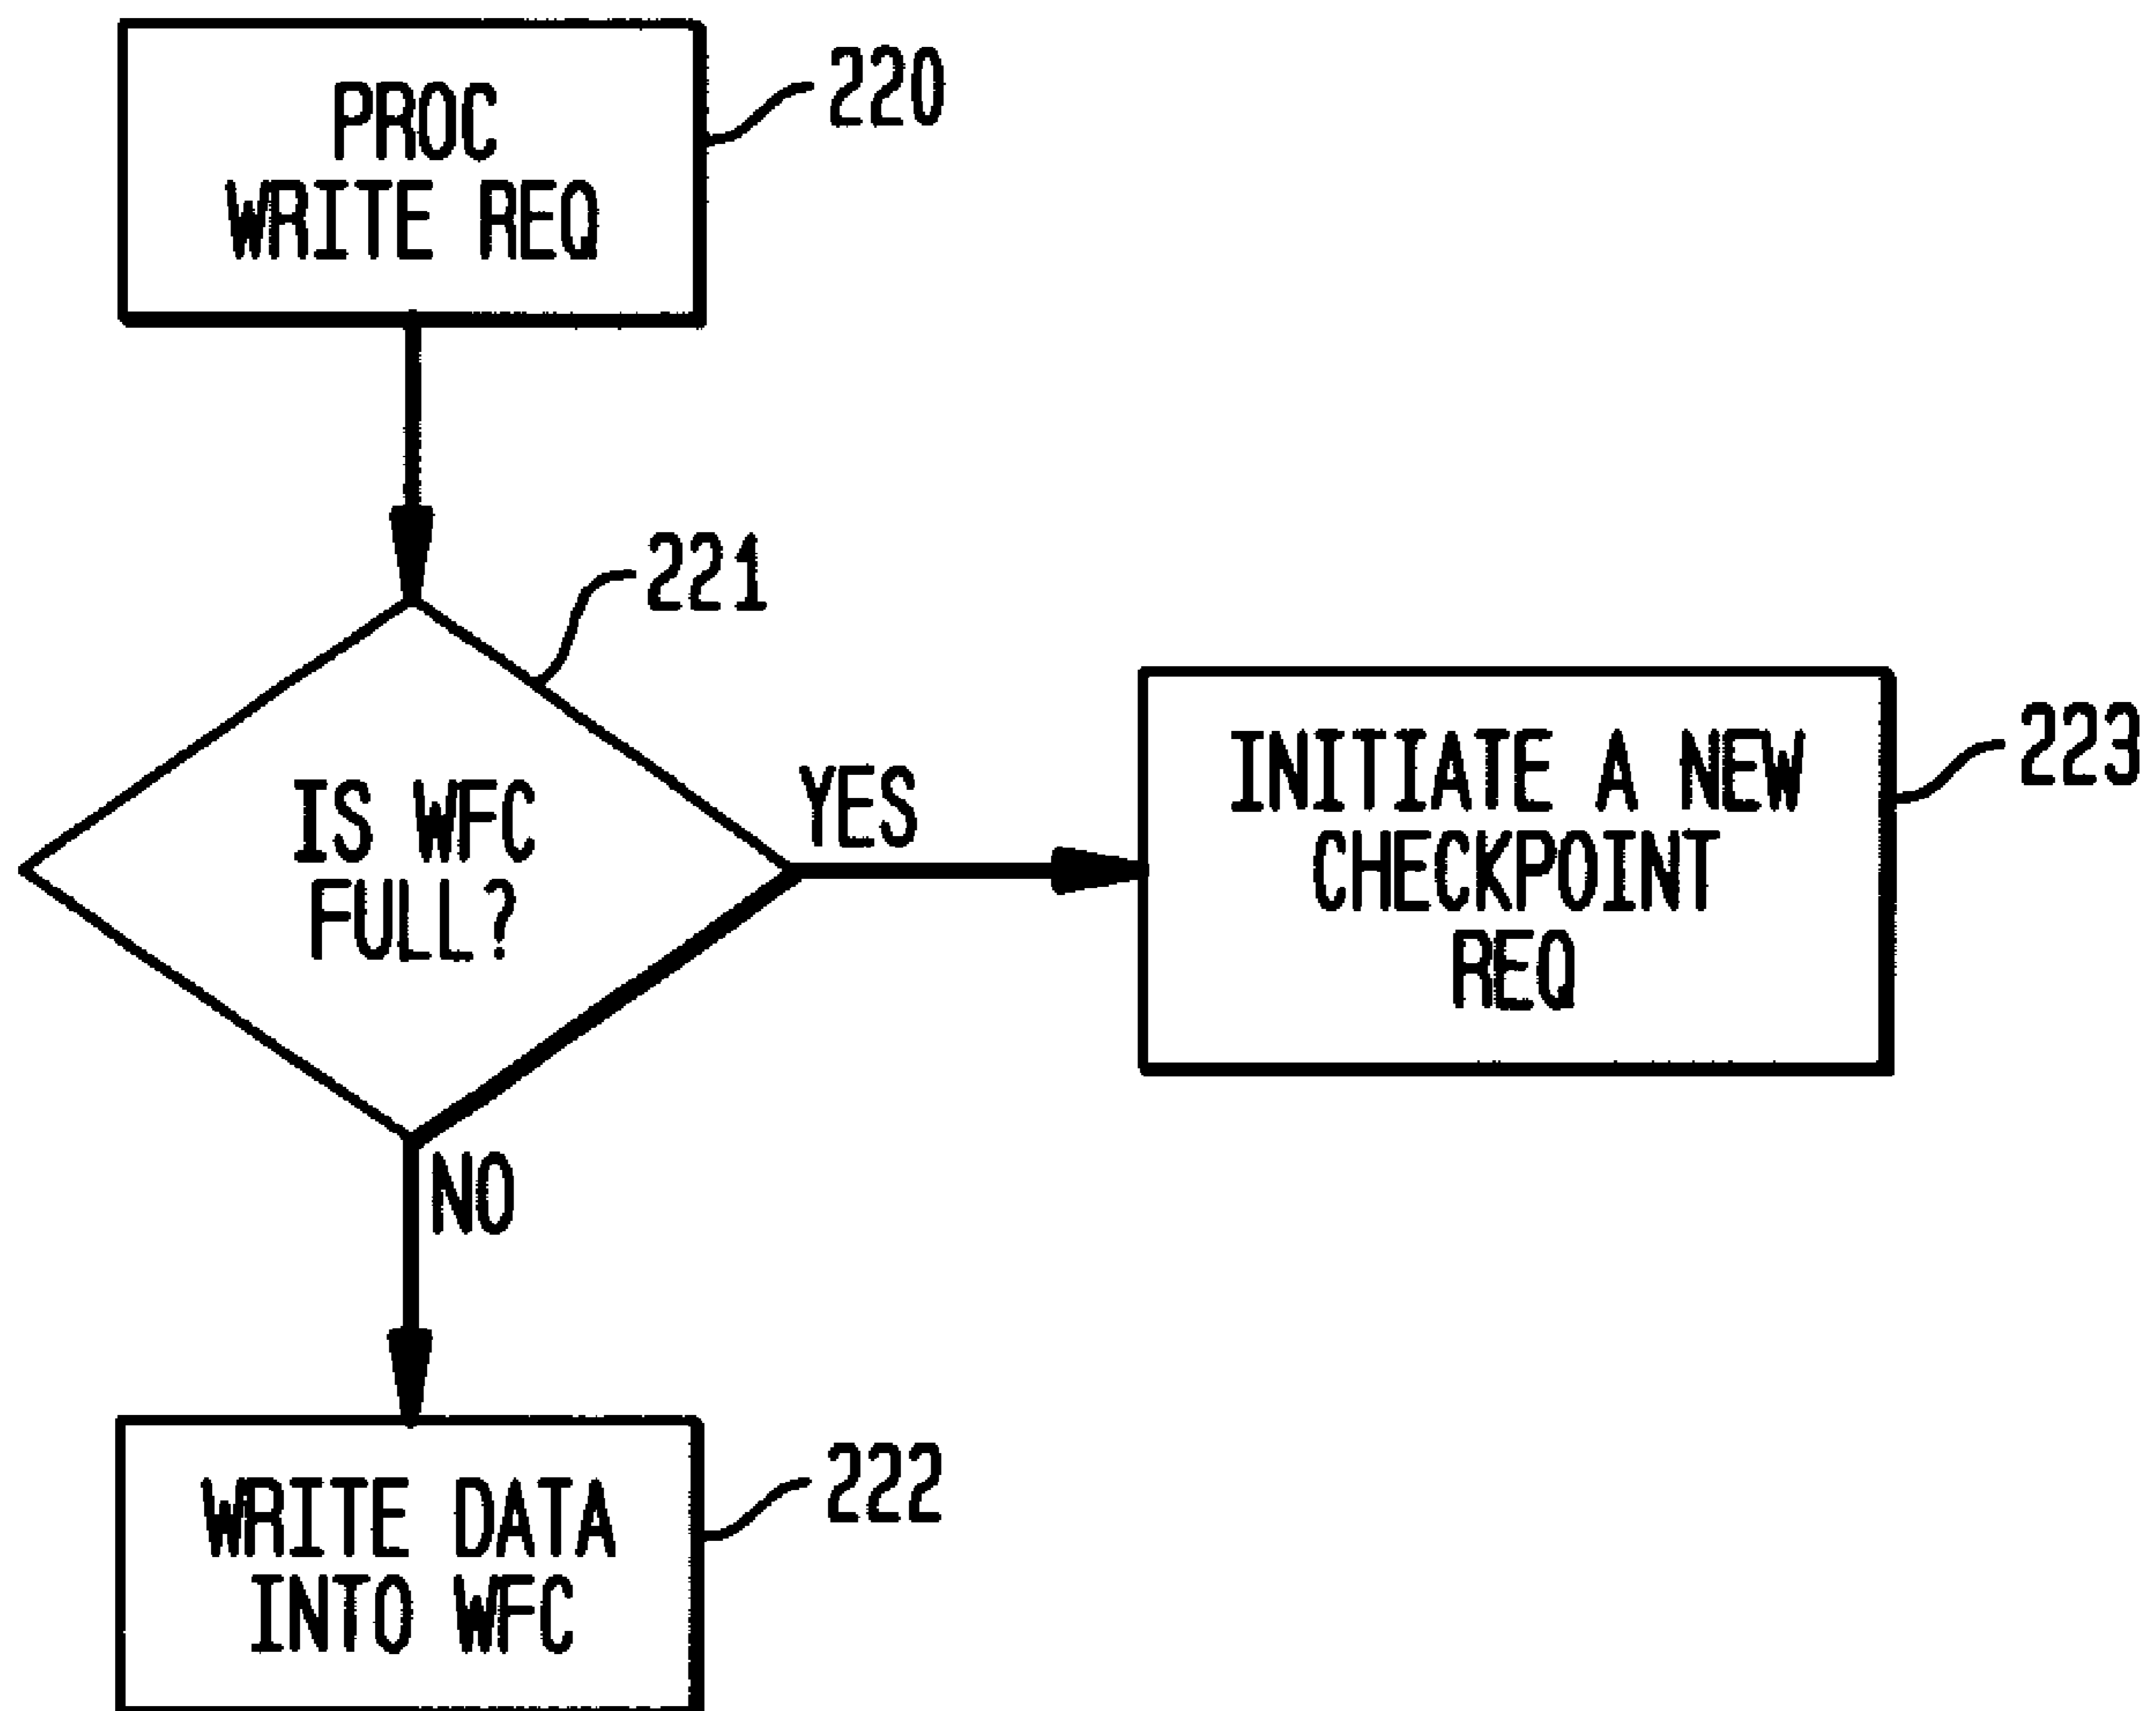 PROC
WRITE REQ
220
221
IS WFC
FULL?
YES
INITIATE A NEW
CHECKPOINT
REQ
223
NO
WRITE DATA
INTO WFC
222